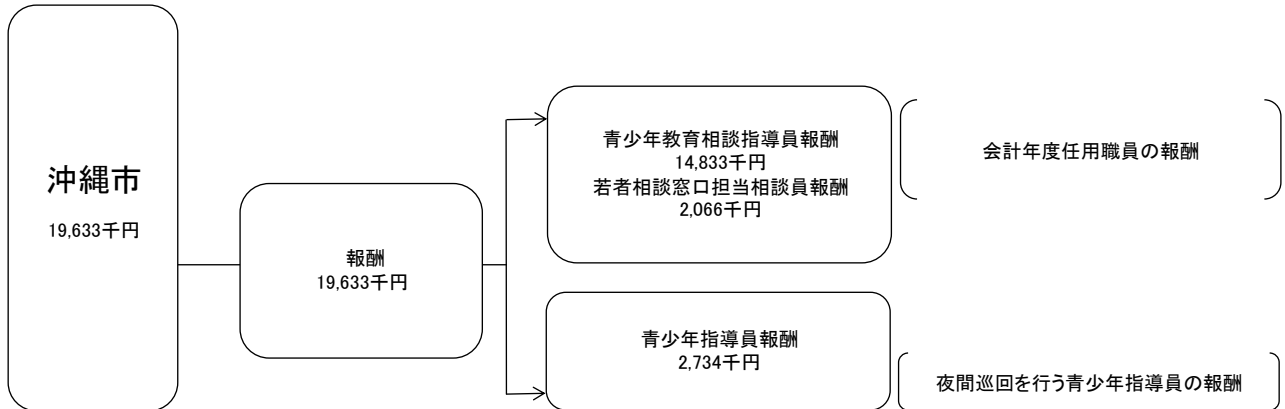 沖縄市
19,633千円
報酬
19,633千円
青少年教育相談指導員報酬
14,833千円
若者相談窓口担当相談員報酬
2,066千円
会計年度任用職員の報酬
青少年指導員報酬
2,734千円
夜間巡回を行う青少年指導員の報酬